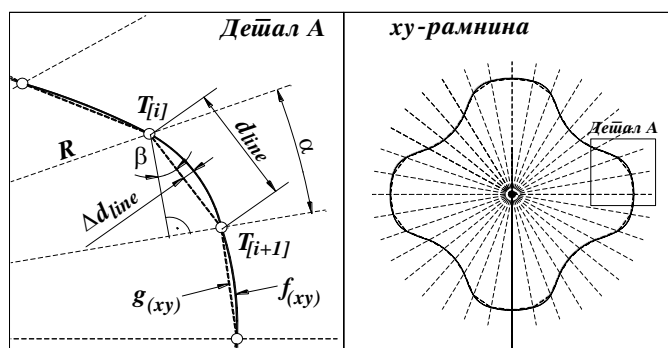 Детал А
T[i]
R
β
dline
α
Δdline
T[i+1]
g(xy)
f(xy)
xy-рамнина
Детал А